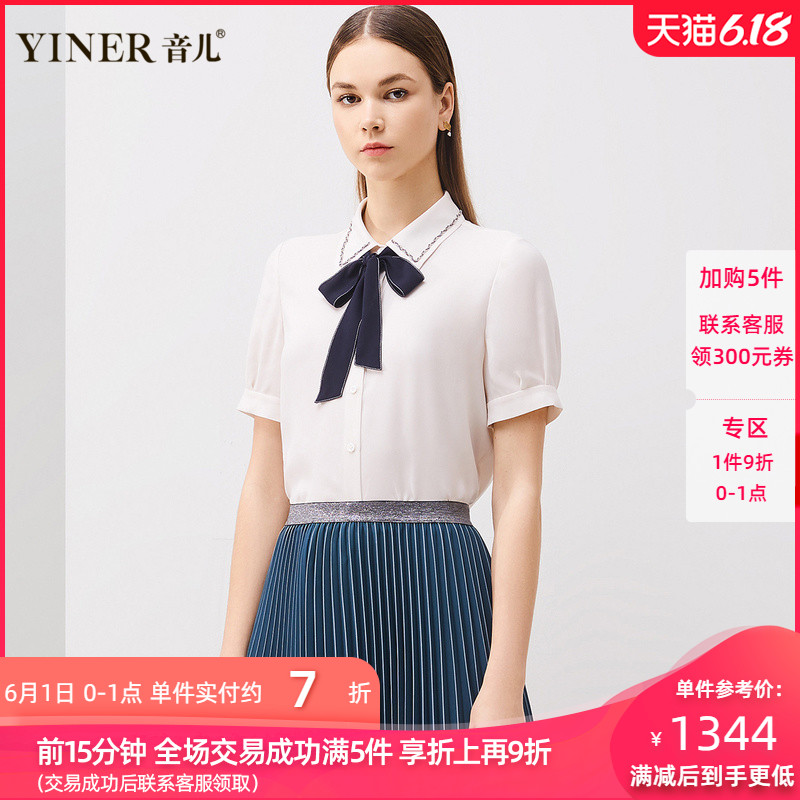 YINER 音儿®
天猫6.18
加购5件
联系客服
领300元券
专区
1件9折
0-1点
6月1日 0-1点 单件实付约 7 折
单件参考价:
¥1344
满减后到手更低
前15分钟 全场交易成功满5件 享折上再9折
(交易成功后联系客服领取)